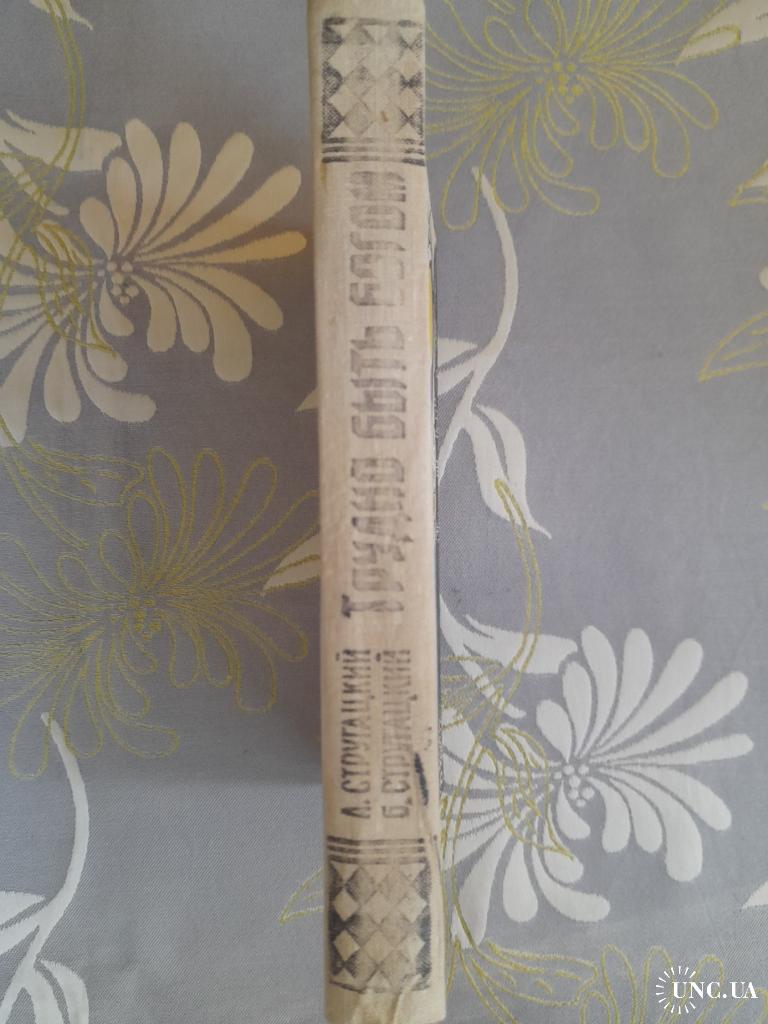 А. СТРУГАЦКИЙ
Б. СТРУГАЦКИЙ
ТРУДНО БЫТЬ БОГОМ
UNC.UA